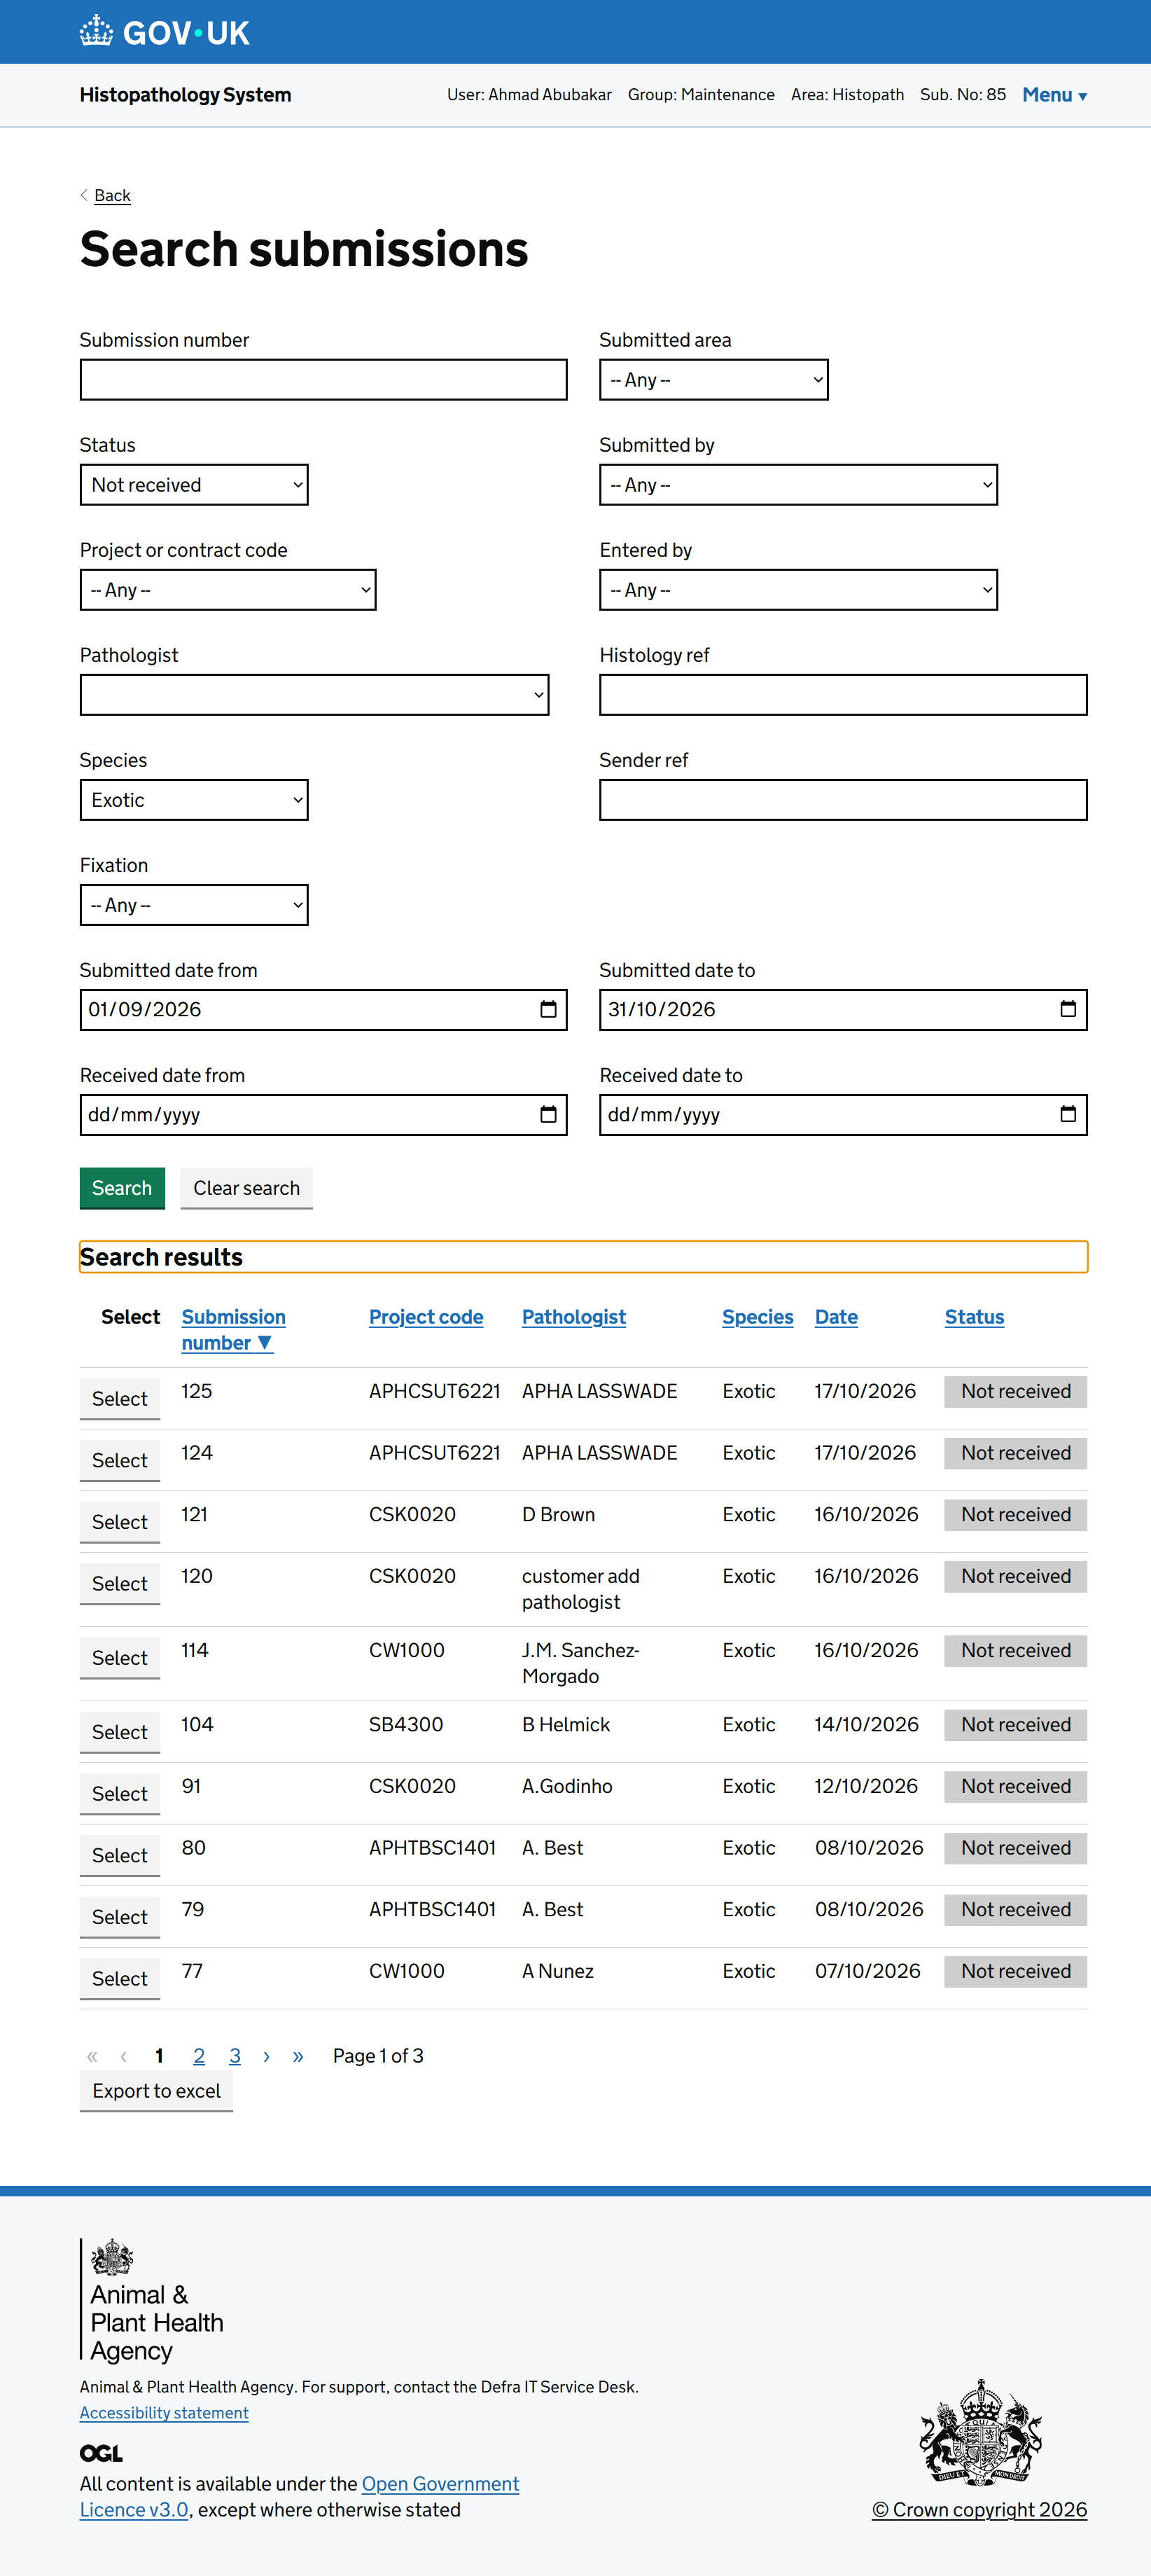 GOV·UK
Histopathology System
User: Ahmad Abubakar
Group: Maintenance
Area: Histopath
Sub. No: 85
Menu ▼
Back
Search submissions
Submission number
Submitted area
-- Any --
Status
Submitted by
Not received
-- Any --
Project or contract code
Entered by
-- Any --
-- Any --
Pathologist
Histology ref
Species
Sender ref
Exotic
Fixation
-- Any --
Submitted date from
Submitted date to
01/09/2026
31/10/2026
Received date from
Received date to
dd/mm/yyyy
dd/mm/yyyy
Search
Clear search
Search results
Select Submission number ▼ Project code Pathologist Species Date Status
Select 125 APHCSUT6221 APHA LASSWADE Exotic 17/10/2026 Not received
Select 124 APHCSUT6221 APHA LASSWADE Exotic 17/10/2026 Not received
Select 121 CSK0020 D Brown Exotic 16/10/2026 Not received
Select 120 CSK0020 customer add pathologist Exotic 16/10/2026 Not received
Select 114 CW1000 J.M. Sanchez-Morgado Exotic 16/10/2026 Not received
Select 104 SB4300 B Helmick Exotic 14/10/2026 Not received
Select 91 CSK0020 A.Godinho Exotic 12/10/2026 Not received
Select 80 APHTBSC1401 A. Best Exotic 08/10/2026 Not received
Select 79 APHTBSC1401 A. Best Exotic 08/10/2026 Not received
Select 77 CW1000 A Nunez Exotic 07/10/2026 Not received
« ‹ 1 2 3 › » Page 1 of 3
Export to excel
Animal &
Plant Health
Agency
Animal & Plant Health Agency. For support, contact the Defra IT Service Desk.
Accessibility statement
OGL
All content is available under the Open Government
Licence v3.0, except where otherwise stated
DIEU ET MON DROIT
© Crown copyright 2026